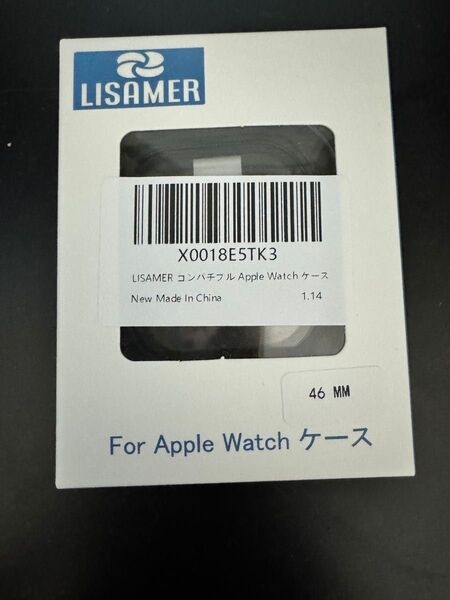 LISAMER
X0018E5TK3
LISAMER コンパチブル Apple Watch ケース
New Made In China 1.14
46 MM
For Apple Watch ケース